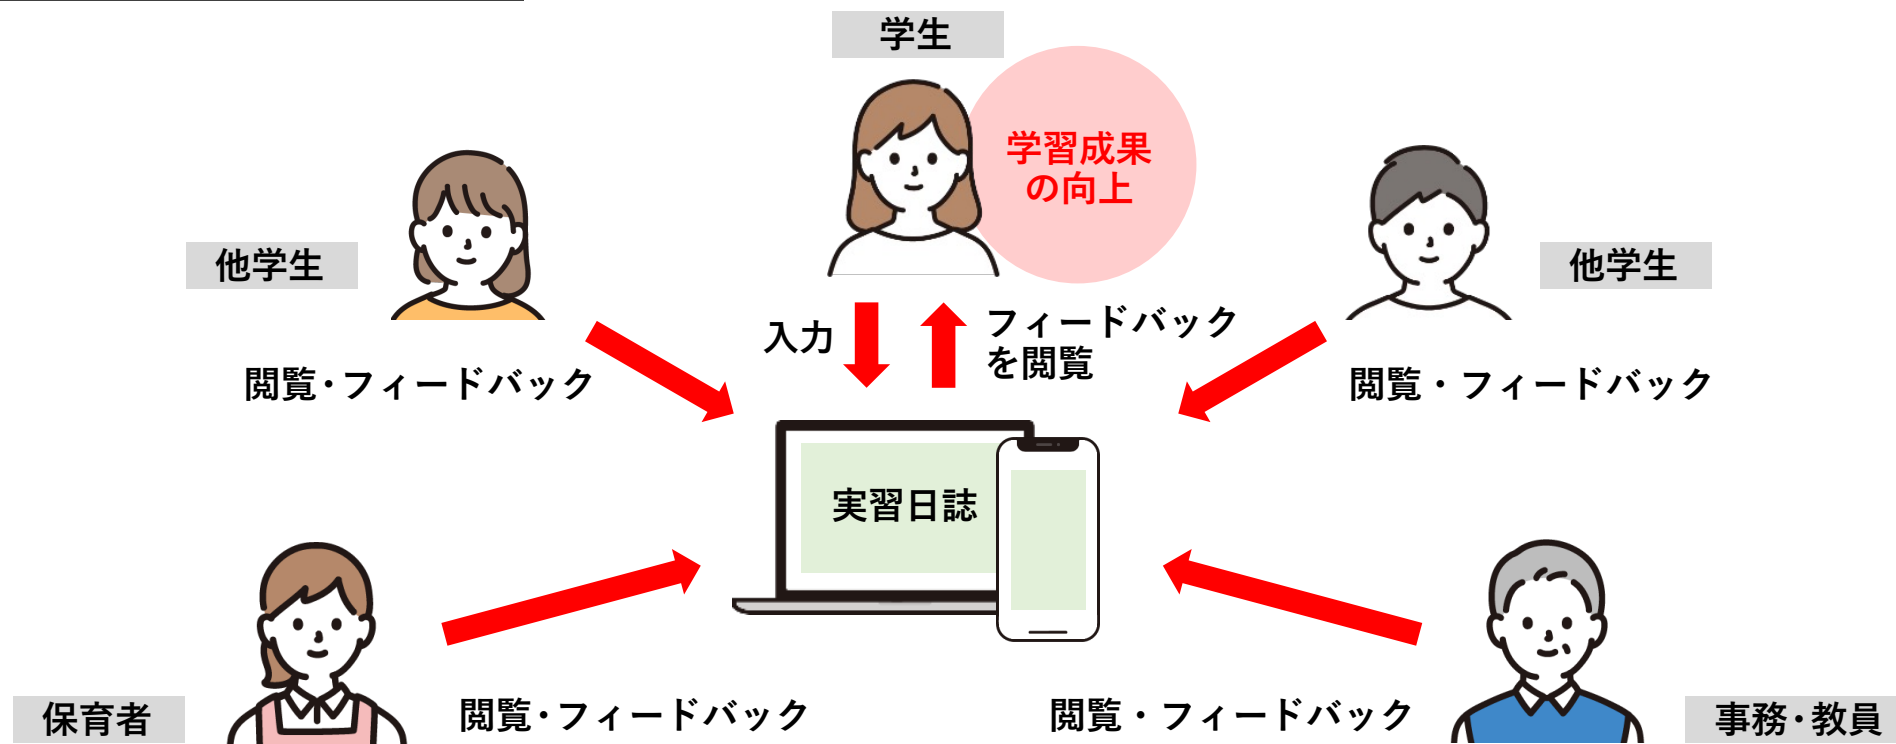 学生
学習成果
の向上
他学生
他学生
入力
フィードバック
を閲覧
閲覧・フィードバック
閲覧・フィードバック
実習日誌
保育者
閲覧・フィードバック
閲覧・フィードバック
事務・教員